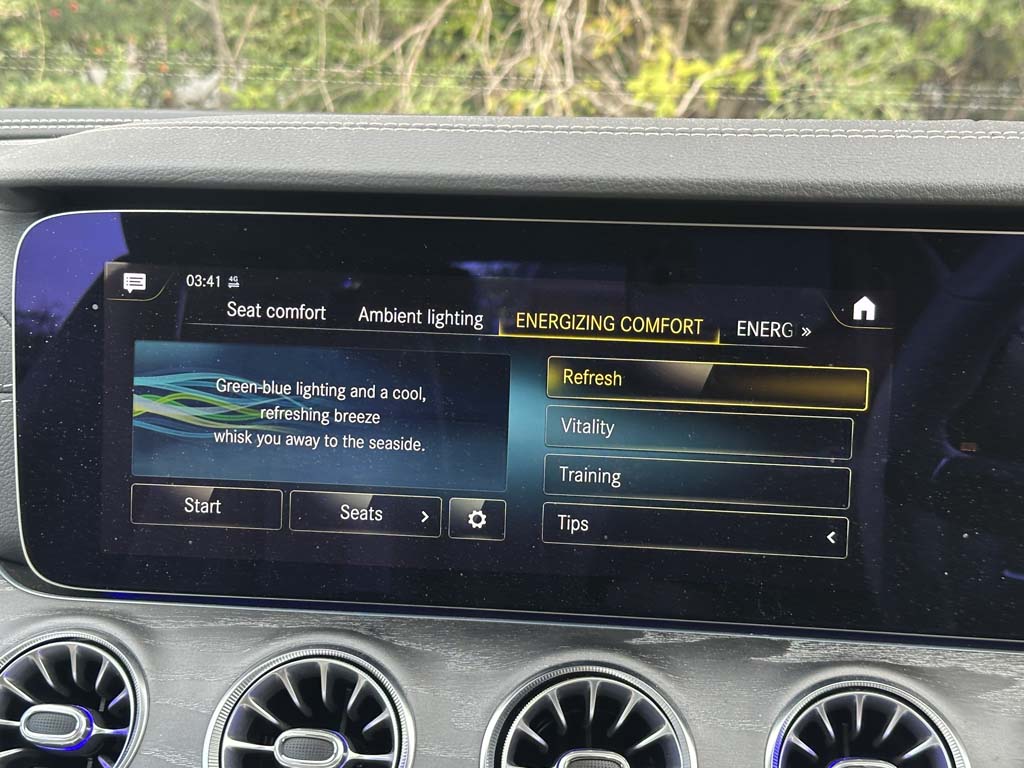 03:41 4G
Seat comfort Ambient lighting ENERGIZING COMFORT ENERG »
Green-blue lighting and a cool,
refreshing breeze
whisk you away to the seaside.
Refresh
Vitality
Training
Tips
Start Seats